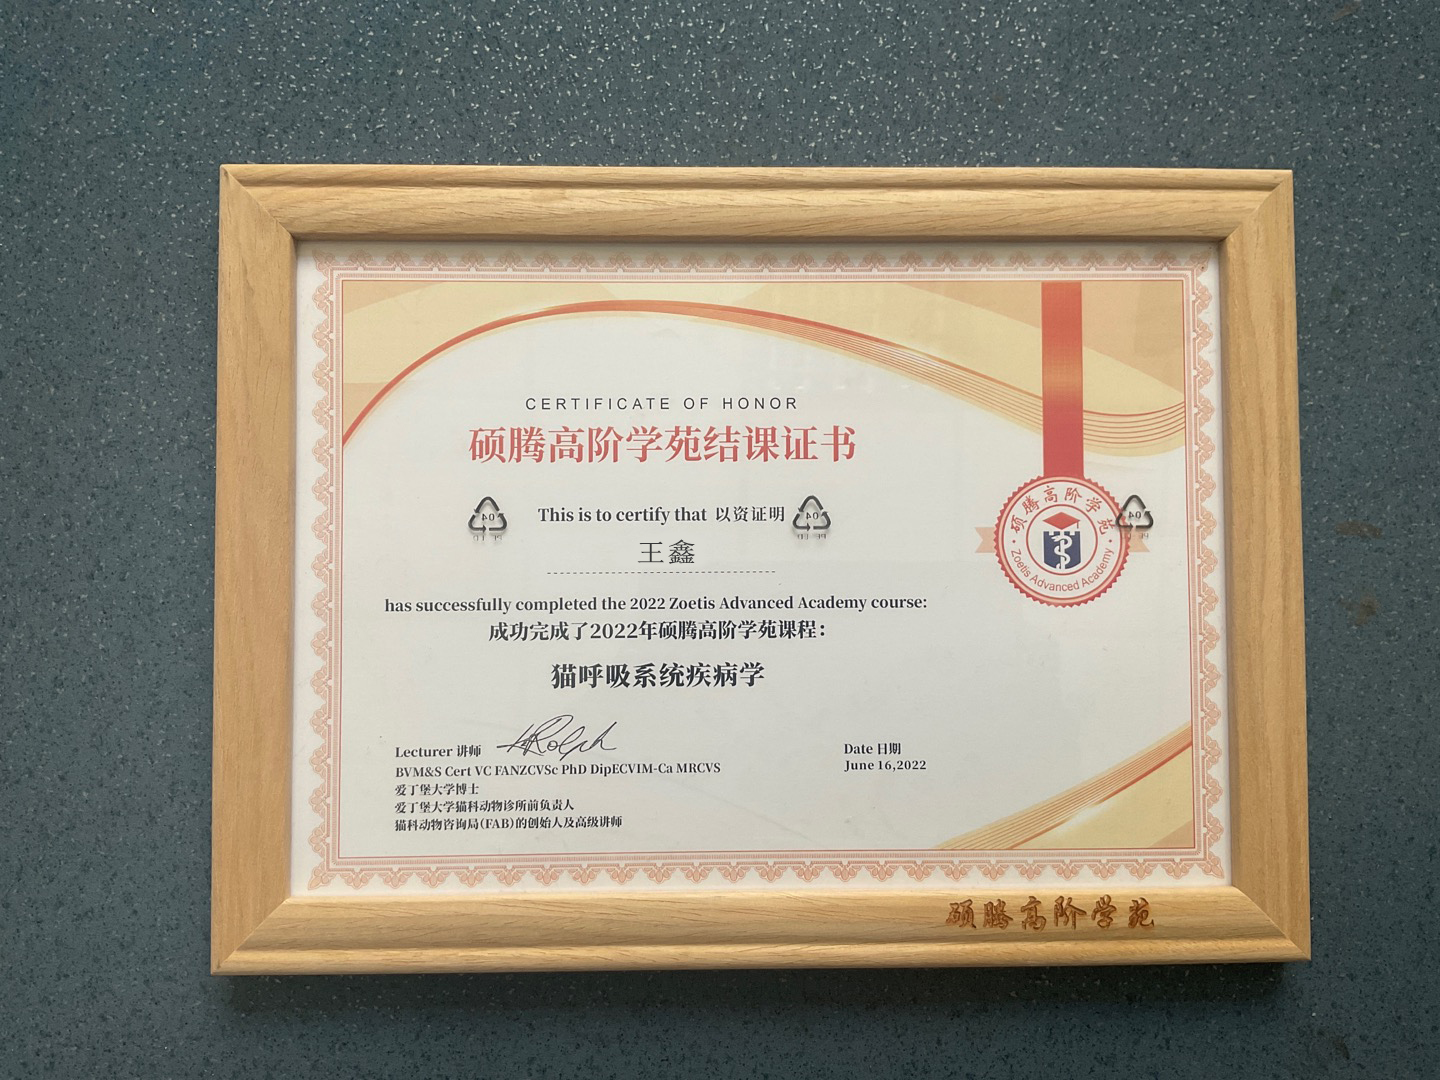 CERTIFICATE OF HONOR
硕腾高阶学苑结课证书
This is to certify that 以资证明
王鑫
has successfully completed the 2022 Zoetis Advanced Academy course:
成功完成了2022年硕腾高阶学苑课程：
猫呼吸系统疾病学
Lecturer 讲师
BVM&S Cert VC FANZCVSc PhD DipECVIM-Ca MRCVS
爱丁堡大学博士
爱丁堡大学猫科动物诊所前负责人
猫科动物咨询局(FAB)的创始人及高级讲师
Date 日期
June 16,2022
硕腾高阶学苑
Zoetis Advanced Academy
04
04
04
硕腾高阶学苑